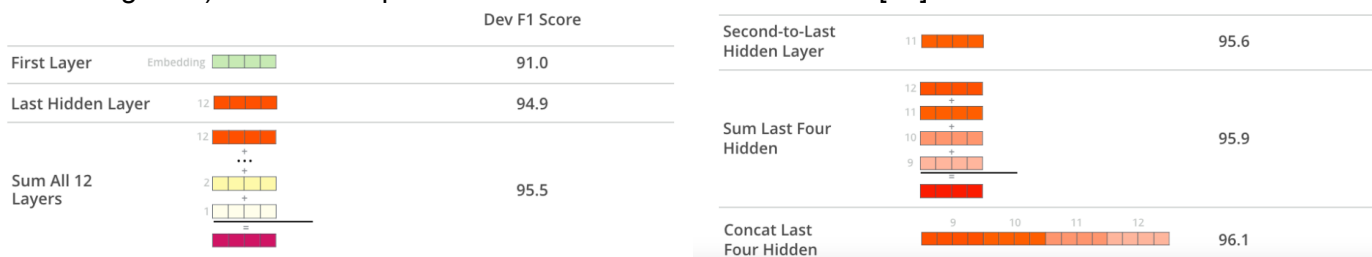 Dev F1 Score
First Layer Embedding 91.0
Last Hidden Layer 12 94.9
12
+
...
+
Sum All 12
Layers
2
95.5
+
1
=
Second-to-Last
Hidden Layer
11
95.6
12
+
11
+
Sum Last Four
Hidden
10
95.9
+
9
=
9 10 11 12
Concat Last
Four Hidden
96.1